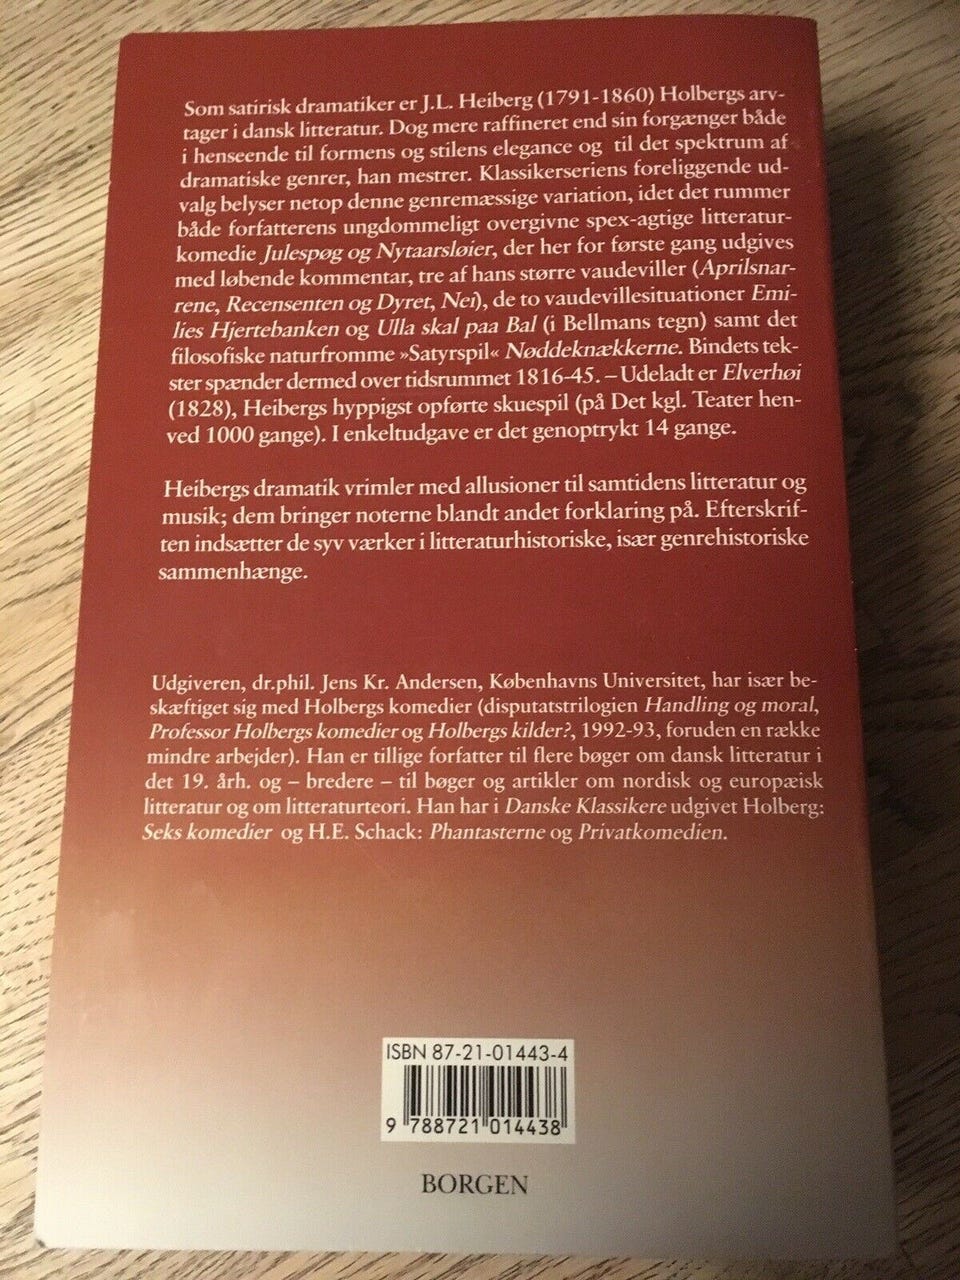 Som satirisk dramatiker er J.L. Heiberg (1791-1860) Holbergs arv-
tager i dansk litteratur. Dog mere raffineret end sin forgænger både
i henseende til formens og stilens elegance og til det spektrum af
dramatiske genrer, han mestrer. Klassikerseriens foreliggende ud-
valg belyser netop denne genremæssige variation, idet det rummer
både forfatterens ungdommeligt overgivne spex-agtige litteratur-
komedie Julespøg og Nytaarsløier, der her for første gang udgives
med løbende kommentar, tre af hans større vaudeviller (Aprilsnar-
rene, Recensenten og Dyret, Nei), de to vaudevillesituationer Emi-
lies Hjertebanken og Ulla skal paa Bal (i Bellmans tegn) samt det
filosofiske naturfromme »Satyrspil« Nøddeknækkerne. Bindets tek-
ster spænder dermed over tidsrummet 1816-45. – Udeladt er Elverhøi
(1828), Heibergs hyppigst opførte skuespil (på Det kgl. Teater hen-
ved 1000 gange). I enkeltudgave er det genoptrykt 14 gange.
Heibergs dramatik vrimler med allusioner til samtidens litteratur og
musik; dem bringer noterne blandt andet forklaring på. Efterskrif-
ten indsætter de syv værker i litteraturhistoriske, især genrehistoriske
sammenhænge.
Udgiveren, dr.phil. Jens Kr. Andersen, Københavns Universitet, har især be-
skæftiget sig med Holbergs komedier (disputatstrilogien Handling og moral,
Professor Holbergs komedier og Holbergs kilder?, 1992-93, foruden en række
mindre arbejder). Han er tillige forfatter til flere bøger om dansk litteratur i
det 19. årh. og – bredere – til bøger og artikler om nordisk og europæisk
litteratur og om litteraturteori. Han har i Danske Klassikere udgivet Holberg:
Seks komedier og H.E. Schack: Phantasterne og Privatkomedien.
ISBN 87-21-01443-4
9 788721 014438
BORGEN